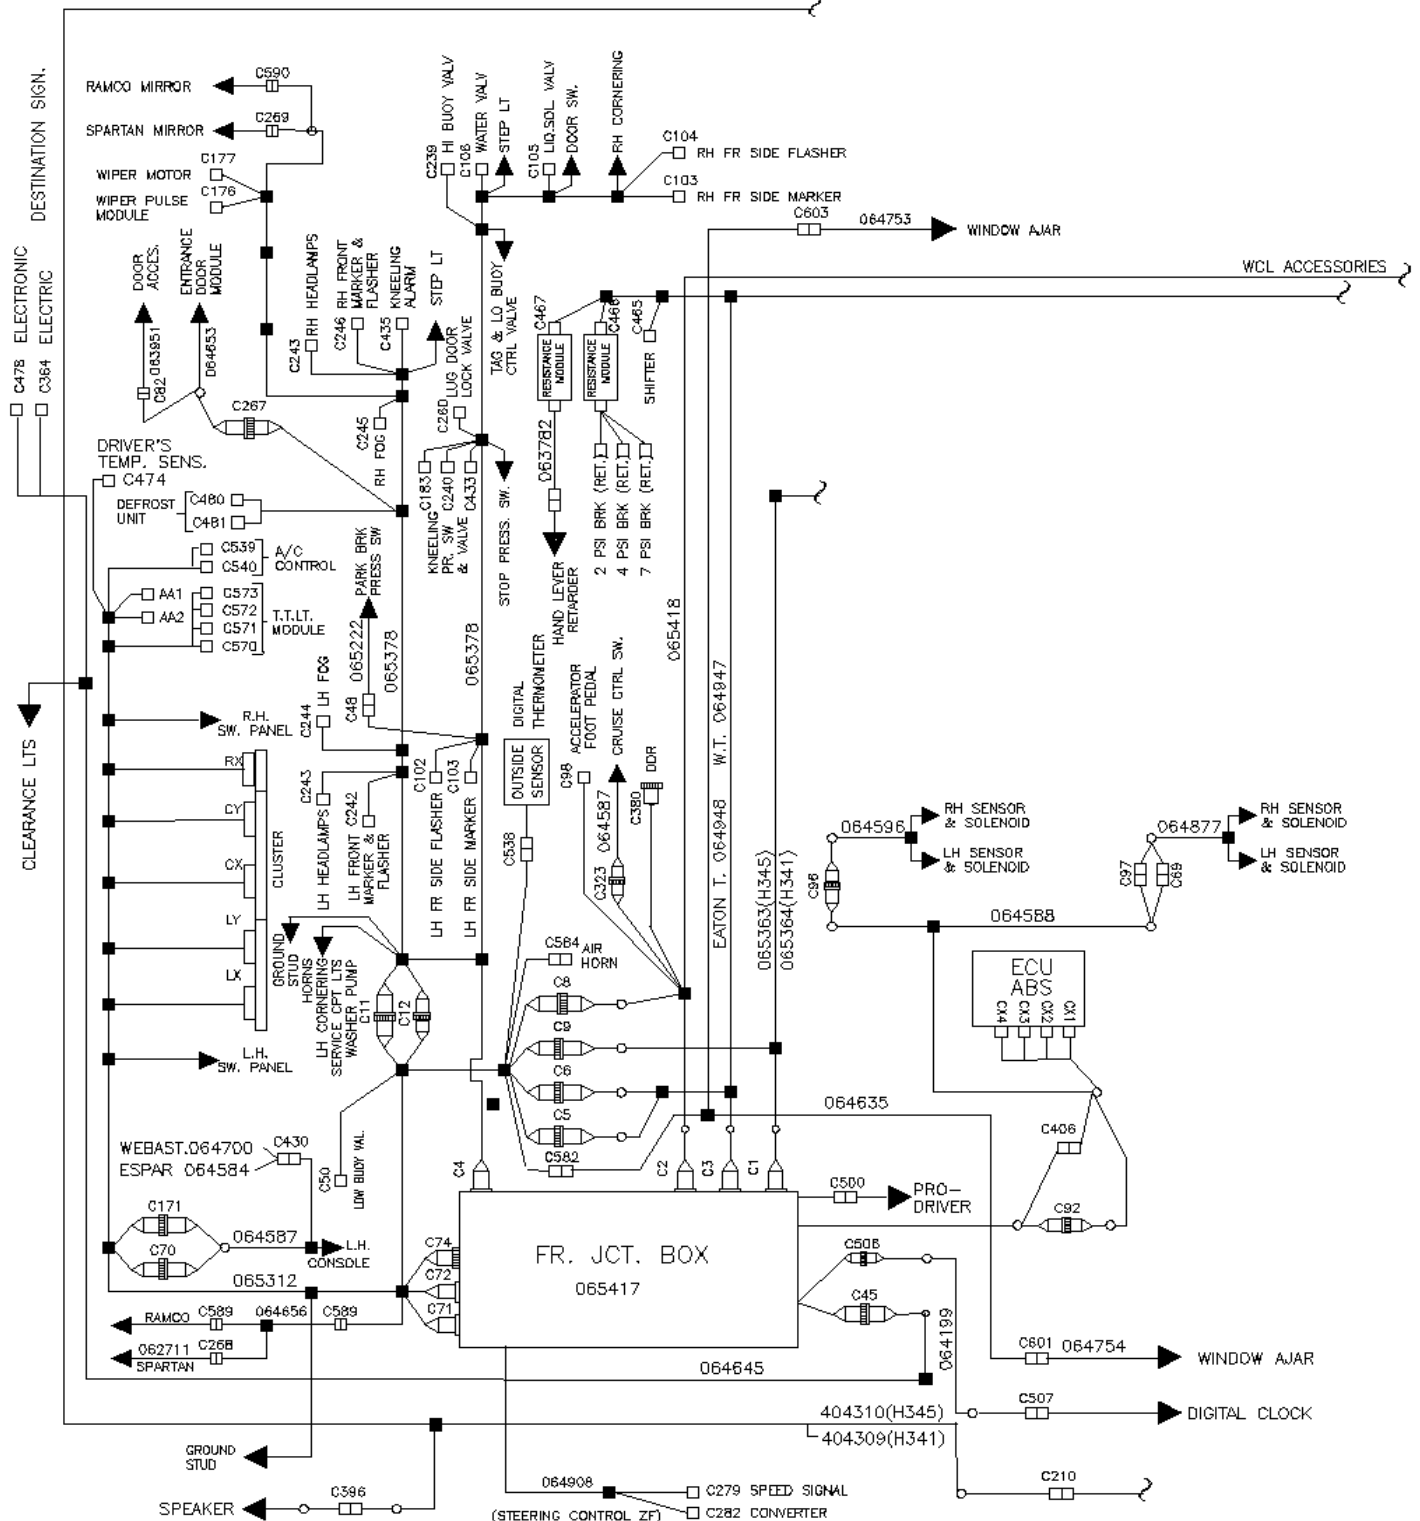 RAMCO MIRROR
C590
SPARTAN MIRROR
C269
WIPER MOTOR
C177
WIPER PULSE
MODULE
C176
DESTINATION SIGN.
C478 ELECTRONIC
C364 ELECTRIC
DOOR
ACCES.
ENTRANCE
DOOR
MODULE
063951
064653
C82
C267
C239
HI BUOY VALV
C106
WATER VALV
STEP LT
C105
LIQ.SOL VALV
DOOR SW.
RH CORNERING
C104
RH FR SIDE FLASHER
C103
RH FR SIDE MARKER
C603
064753
WINDOW AJAR
WCL ACCESSORIES
C243
RH HEADLAMPS
C246
RH FRONT
MARKER &
FLASHER
C435
KNEELING
ALARM
STEP LT
TAG & LO BUOY
CTRL VALVE
C26D
LUG DOOR
LOCK VALVE
C245
RH FOG
C467
C466
C465
RESISTANCE
MODULE
RESISTANCE
MODULE
SHIFTER
063782
HAND LEVER
RETARDER
2 PSI BRK (RET.)
4 PSI BRK (RET.)
7 PSI BRK (RET.)
DRIVER'S
TEMP. SENS.
C474
DEFROST
UNIT
C480
C481
C539
C540
A/C
CONTROL
AA1
AA2
C573
C572
C571
C570
T.T.LT.
MODULE
C183
C240
C433
KNEELING
PR. SW
& VALVE
STOP PRESS. SW.
PARK BRK
PRESS SW
065222
C48
065378
065378
065418
CLEARANCE LTS
R.H.
SW. PANEL
RX
CY
CX
LY
LX
CLUSTER
L.H.
SW. PANEL
C244
LH FOG
C243
LH HEADLAMPS
C242
LH FRONT
MARKER &
FLASHER
C102
LH FR SIDE FLASHER
C103
LH FR SIDE MARKER
DIGITAL
THERMOMETER
OUTSIDE
SENSOR
C538
C98
ACCELERATOR
FOOT PEDAL
CRUISE CTRL SW.
064587
C323
C380
DDR
EATON T. 064948
W.T. 064947
065363(H345)
065364(H341)
064596
RH SENSOR
& SOLENOID
LH SENSOR
& SOLENOID
C96
064877
RH SENSOR
& SOLENOID
LH SENSOR
& SOLENOID
C97
C69
064588
ECU
ABS
CX4
CX3
CX2
CX1
GROUND
STUD
HORNS
LH CORNERING
SERVICE CPT LTS
WASHER PUMP
C11
C12
C584
AIR
HORN
C8
C9
C6
C5
C582
064635
C406
C92
WEBAST.064700
ESPAR 064584
C430
C50
LOW BUOY VAL.
C4
C2
C3
C1
C500
PRO-
DRIVER
C171
C70
064587
L.H.
CONSOLE
065312
C74
C72
C71
FR. JCT. BOX
065417
C506
C45
RAMCO
C589
064656
C589
062711
SPARTAN
C268
064645
064199
C601
064754
WINDOW AJAR
404310(H345)
404309(H341)
C507
DIGITAL CLOCK
GROUND
STUD
SPEAKER
C396
064908
(STEERING CONTROL ZF)
C279 SPEED SIGNAL
C282 CONVERTER
C210